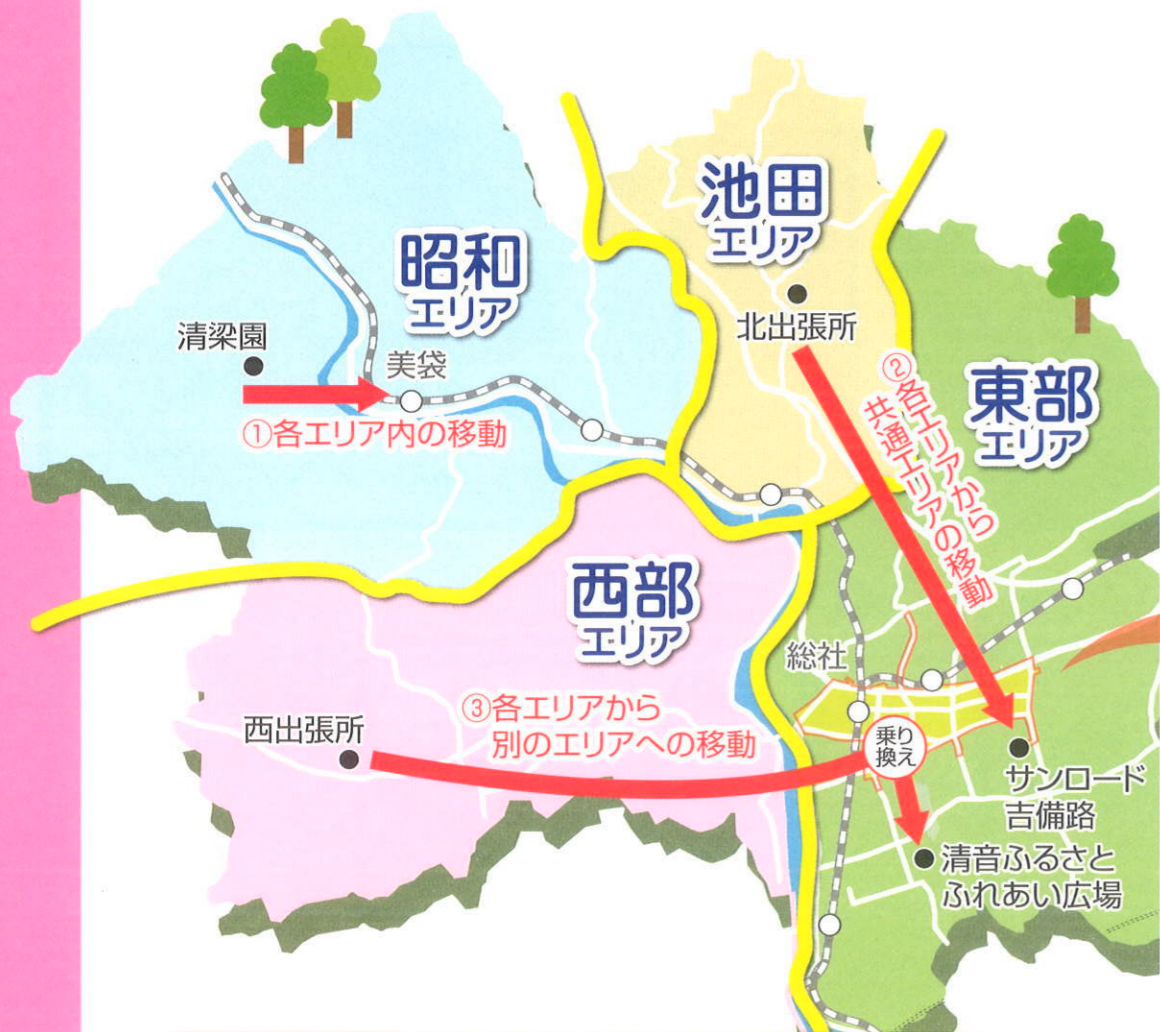 池田
エリア
昭和
エリア
北出張所
清梁園
美袋
①各エリア内の移動
②各エリアから
共通エリアの移動
東部
エリア
西部
エリア
総社
西出張所
③各エリアから
別のエリアへの移動
乗り
換え
サンロード
吉備路
清音ふるさと
ふれあい広場